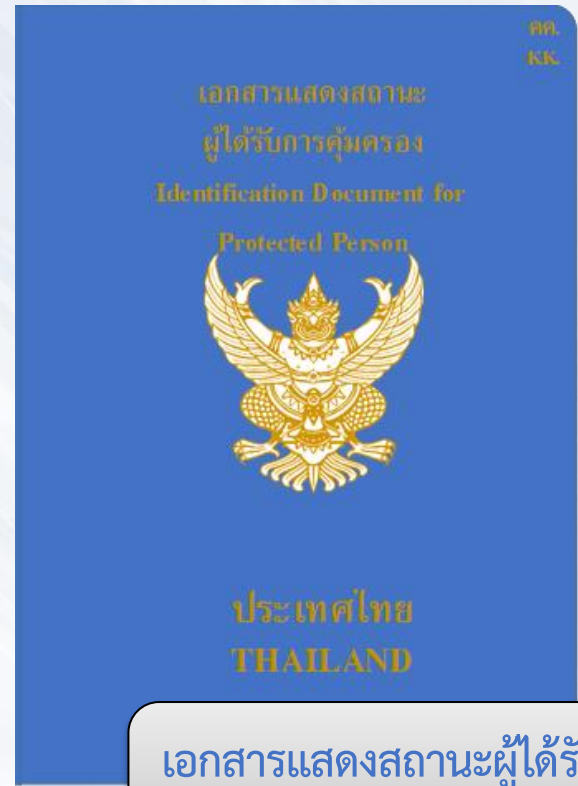 คค.
KK.
เอกสารแสดงสถานะ
ผู้ได้รับการคุ้มครอง
Identification Document for
Protected Person
ประเทศไทย
THAILAND
เอกสารแสดงสถานะผู้ได้รั